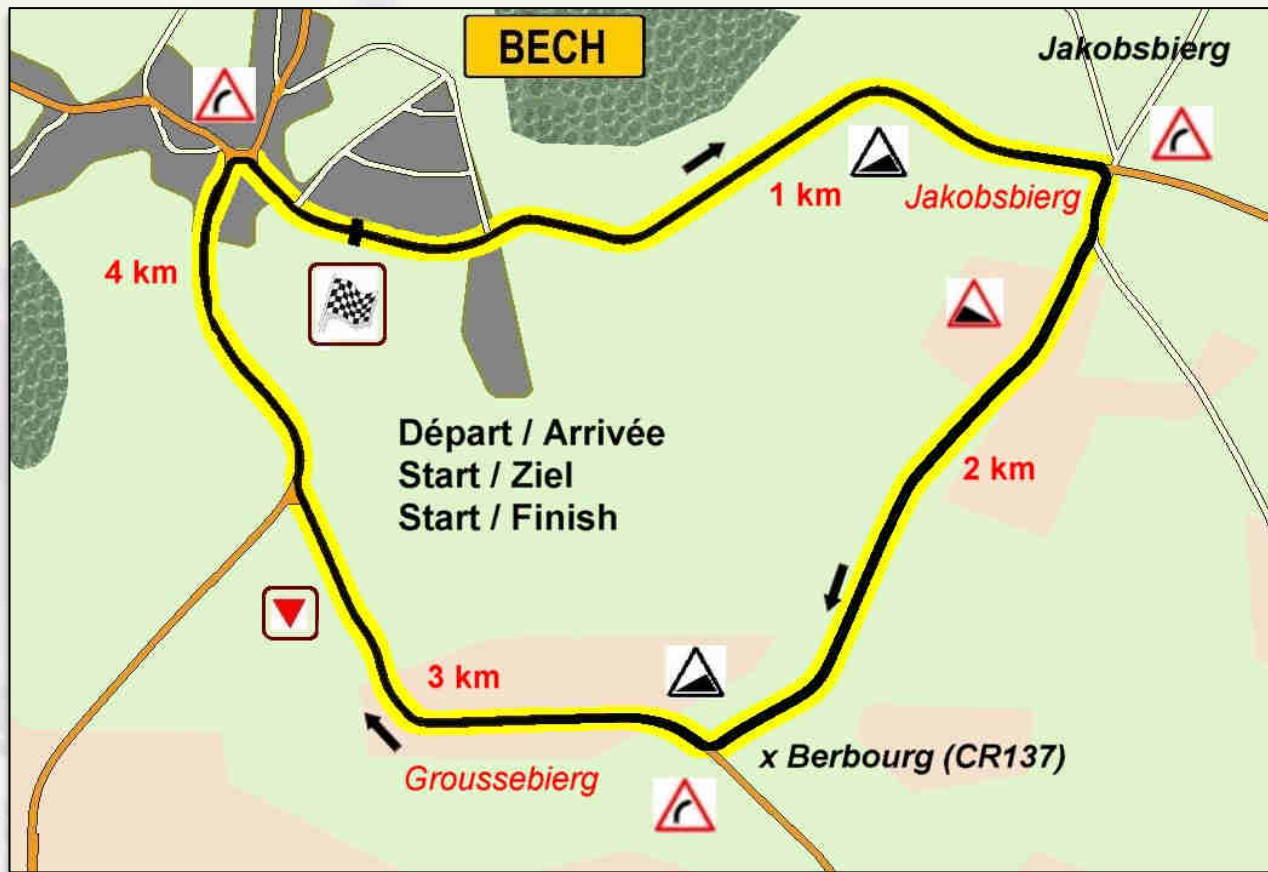 BECH
Jakobsbierg
1 km
Jakobsbierg
4 km
Départ / Arrivée
Start / Ziel
Start / Finish
2 km
3 km
x Berbourg (CR137)
Groussebierg